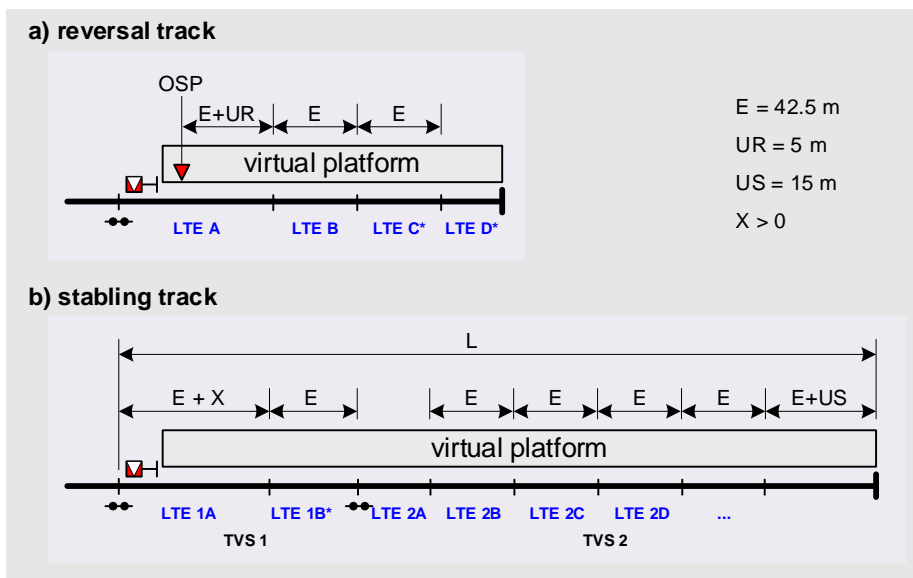 a) reversal track
OSP
E+UR E E
virtual platform
LTE A LTE B LTE C* LTE D*
E = 42.5 m
UR = 5 m
US = 15 m
X > 0
b) stabling track
L
E + X E E E E E E+US
virtual platform
LTE 1A LTE 1B* LTE 2A LTE 2B LTE 2C LTE 2D ...
TVS 1 TVS 2